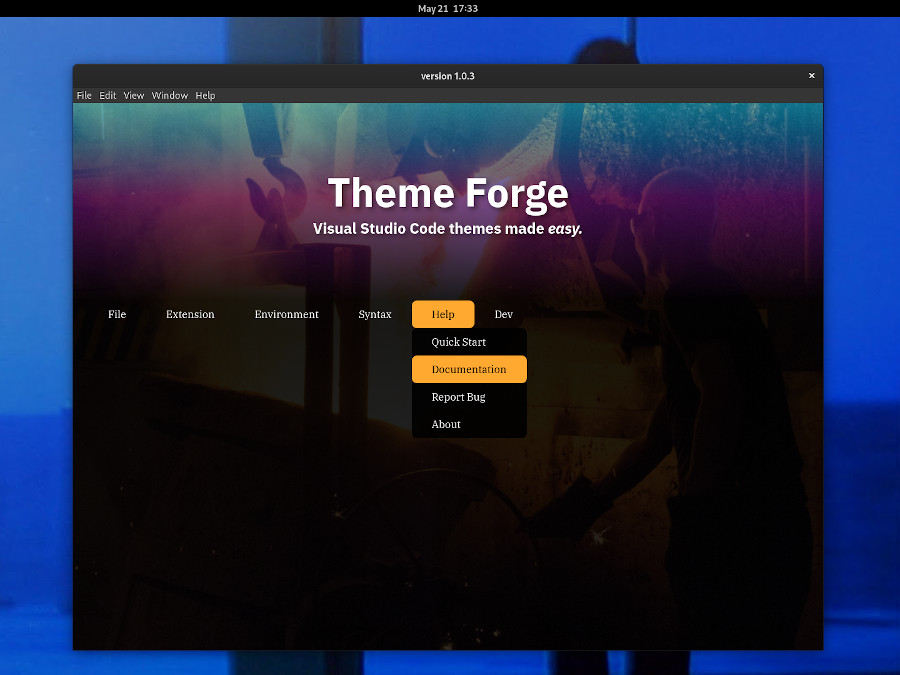 May 21 17:33
version 1.0.3
×
File Edit View Window Help
Theme Forge
Visual Studio Code themes made easy.
File Extension Environment Syntax Help Dev
Quick Start
Documentation
Report Bug
About